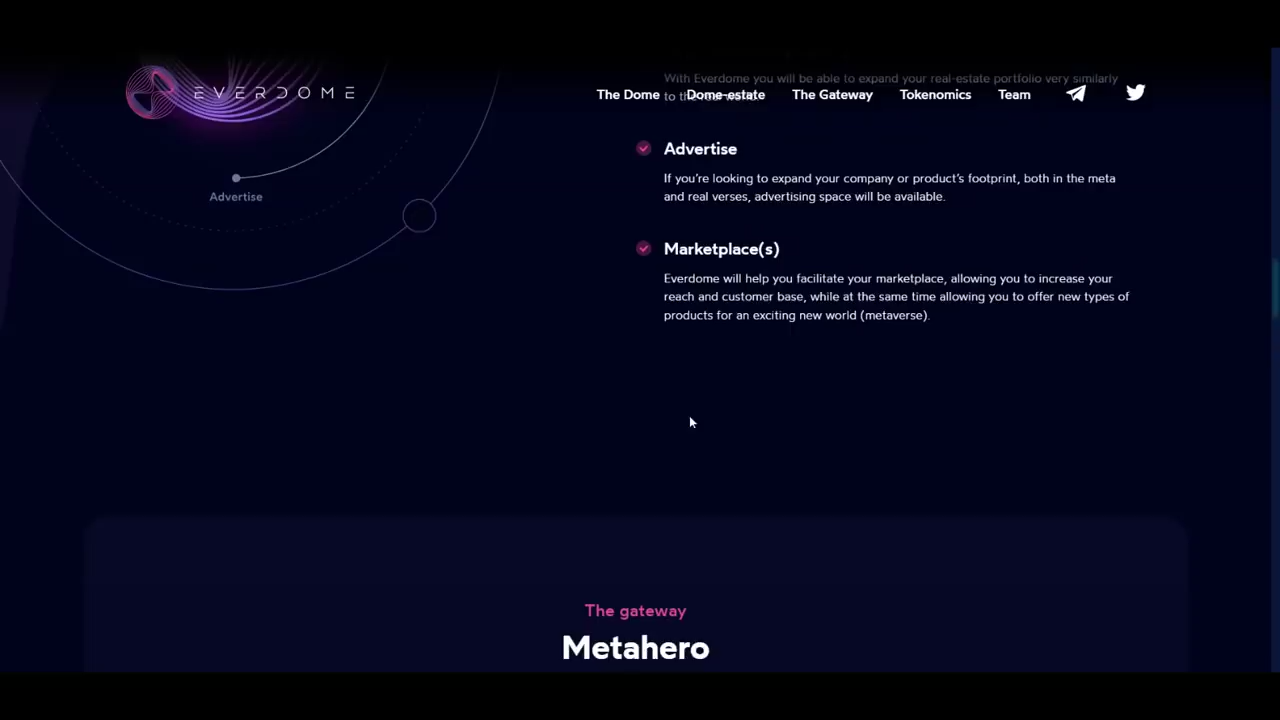 With Everdome you will be able to expand your real-estate portfolio very similarly
EVERDOME
The Dome
Dome-estate
The Gateway
Tokenomics
Team
to the real world.
Advertise
If you're looking to expand your company or product's footprint, both in the meta
and real verses, advertising space will be available.
Advertise
Marketplace(s)
Everdome will help you facilitate your marketplace, allowing you to increase your
reach and customer base, while at the same time allowing you to offer new types of
products for an exciting new world (metaverse).
The gateway
Metahero